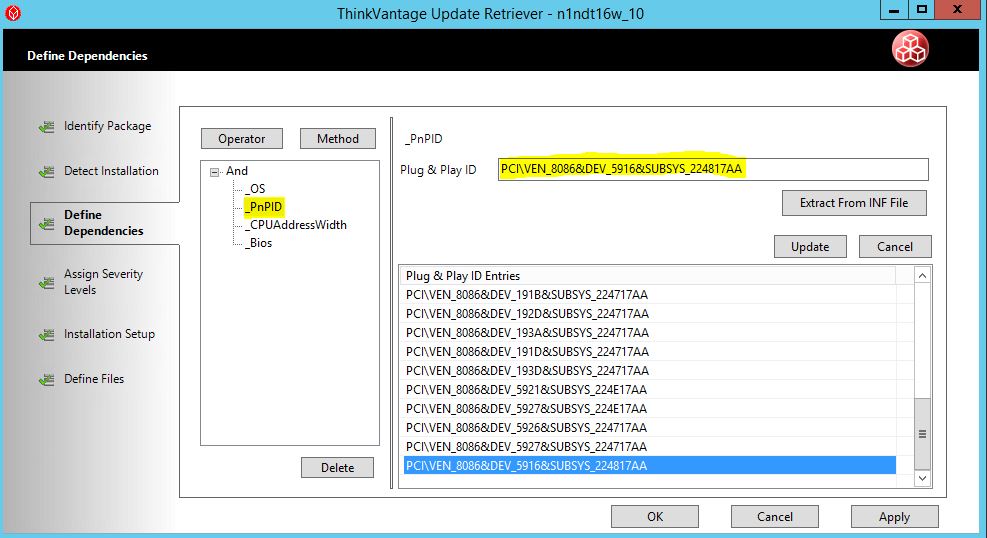 ThinkVantage Update Retriever - n1ndt16w_10
Define Dependencies
Identify Package
Detect Installation
Define
Dependencies
Assign Severity
Levels
Installation Setup
Define Files
Operator
Method
And
_OS
_PnPID
_CPUAddressWidth
_Bios
Delete
_PnPID
Plug & Play ID
PCI\VEN_8086&DEV_5916&SUBSYS_224817AA
Extract From INF File
Update
Cancel
Plug & Play ID Entries
PCI\VEN_8086&DEV_191B&SUBSYS_224717AA
PCI\VEN_8086&DEV_192D&SUBSYS_224717AA
PCI\VEN_8086&DEV_193A&SUBSYS_224717AA
PCI\VEN_8086&DEV_191D&SUBSYS_224717AA
PCI\VEN_8086&DEV_193D&SUBSYS_224717AA
PCI\VEN_8086&DEV_5921&SUBSYS_224E17AA
PCI\VEN_8086&DEV_5927&SUBSYS_224E17AA
PCI\VEN_8086&DEV_5926&SUBSYS_224717AA
PCI\VEN_8086&DEV_5927&SUBSYS_224717AA
PCI\VEN_8086&DEV_5916&SUBSYS_224817AA
OK
Cancel
Apply